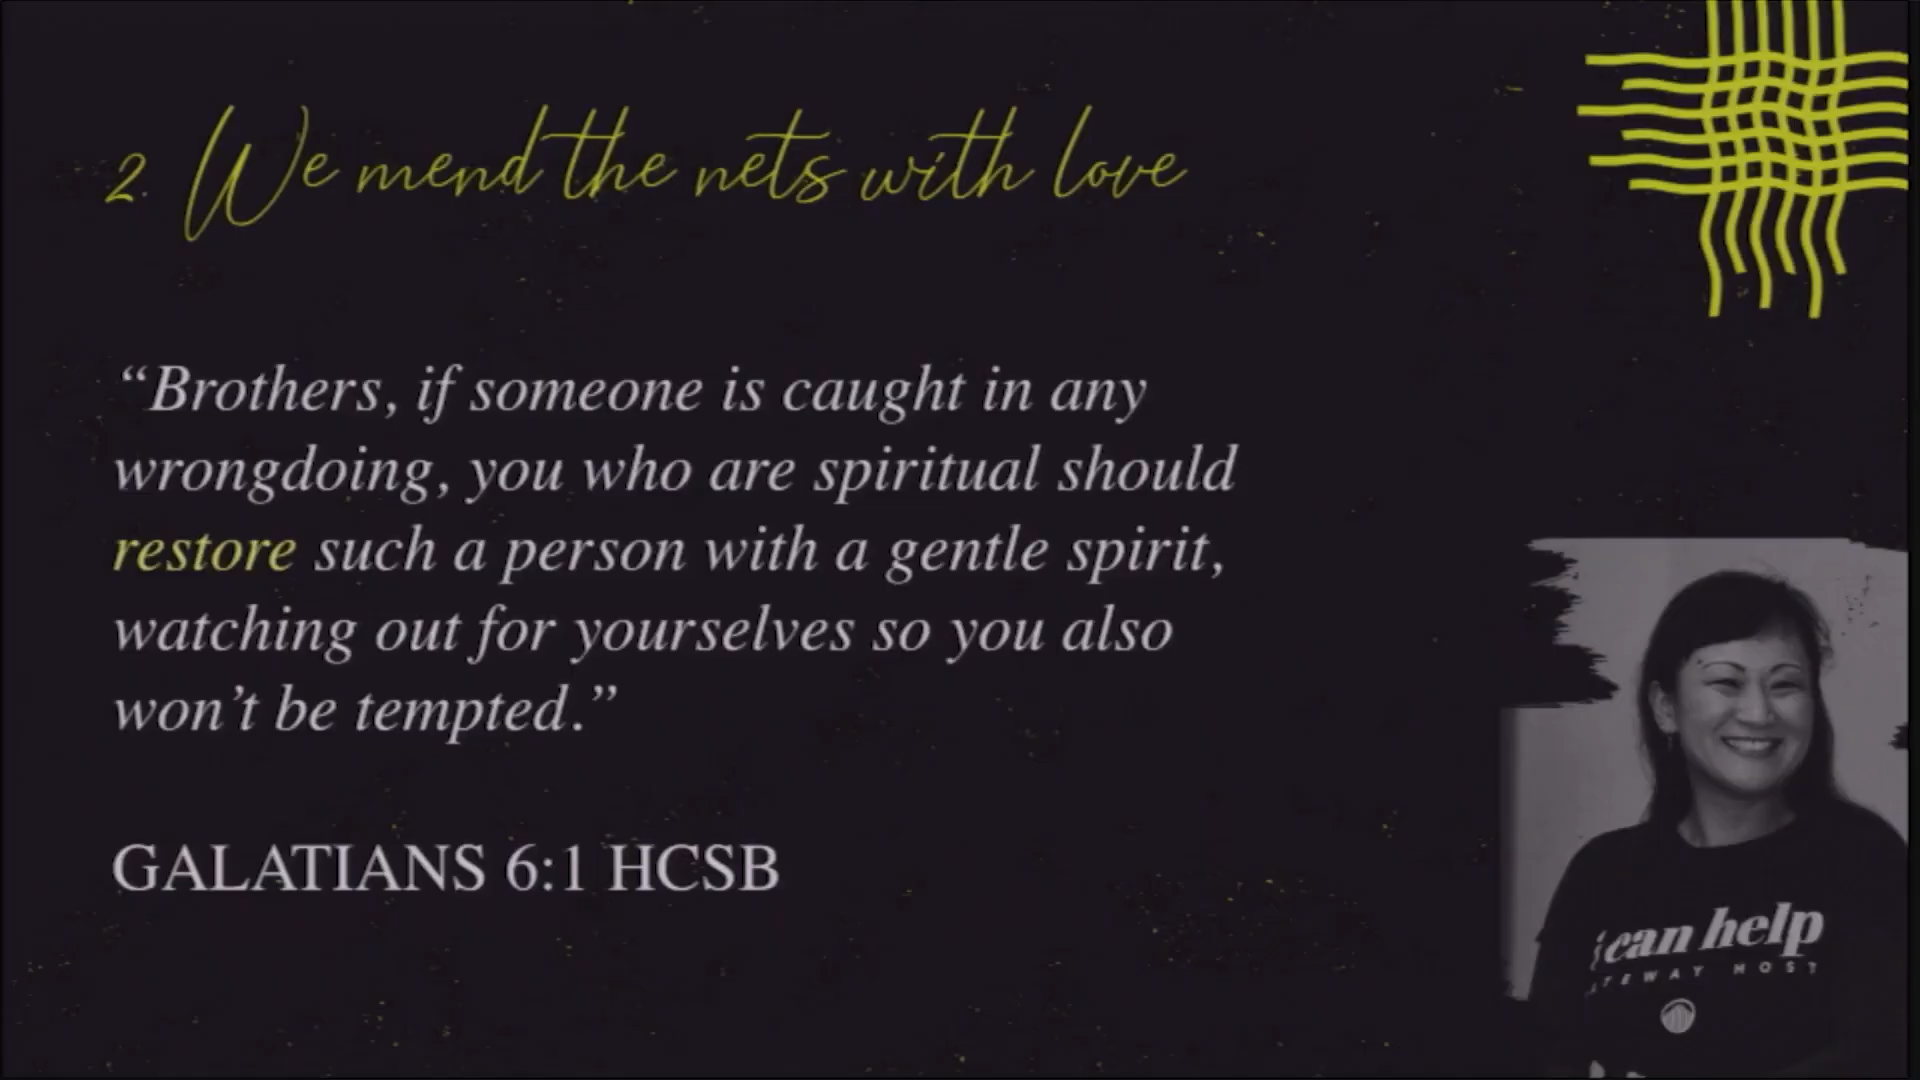 2. We mend the nets with love
“Brothers, if someone is caught in any
wrongdoing, you who are spiritual should
restore such a person with a gentle spirit,
watching out for yourselves so you also
won’t be tempted.”
GALATIANS 6:1 HCSB
i can help
HOST